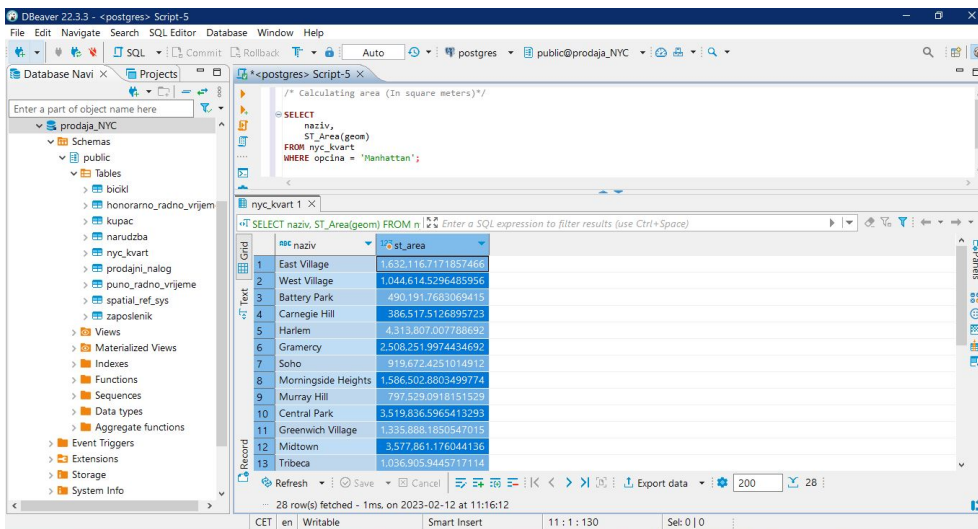 DBeaver 22.3.3 - <postgres> Script-5
File Edit Navigate Search SQL Editor Database Window Help
SQL Commit Rollback Auto postgres public@prodaja_NYC
Database Navi Projects
*<postgres> Script-5
Enter a part of object name here
prodaja_NYC
Schemas
public
Tables
bicikl
honorarno_radno_vrijem
kupac
narudzba
nyc_kvart
prodajni_nalog
puno_radno_vrijeme
spatial_ref_sys
zaposlenik
Views
Materialized Views
Indexes
Functions
Sequences
Data types
Aggregate functions
Event Triggers
Extensions
Storage
System Info
/* Calculating area (In square meters)*/
SELECT
naziv,
ST_Area(geom)
FROM nyc_kvart
WHERE opcina = 'Manhattan';
nyc_kvart 1
SELECT naziv, ST_Area(geom) FROM n Enter a SQL expression to filter results (use Ctrl+Space)
Grid
Text
Record
Panels
ABC naziv 123 st_area
1 East Village 1,632,116.7171857466
2 West Village 1,044,614.5296485956
3 Battery Park 490,191.7683069415
4 Carnegie Hill 386,517.5126895723
5 Harlem 4,313,807.007788692
6 Gramercy 2,508,251.9974434692
7 Soho 919,672.4251014912
8 Morningside Heights 1,586,502.8803499774
9 Murray Hill 797,529.0918151529
10 Central Park 3,519,836.5965413293
11 Greenwich Village 1,335,888.1850547015
12 Midtown 3,577,861.176044136
13 Tribeca 1,036,905.9445717114
Refresh Save Cancel Export data 200 28
28 row(s) fetched - 1ms, on 2023-02-12 at 11:16:12
CET en Writable Smart Insert 11 : 1 : 130 Sel: 0 | 0